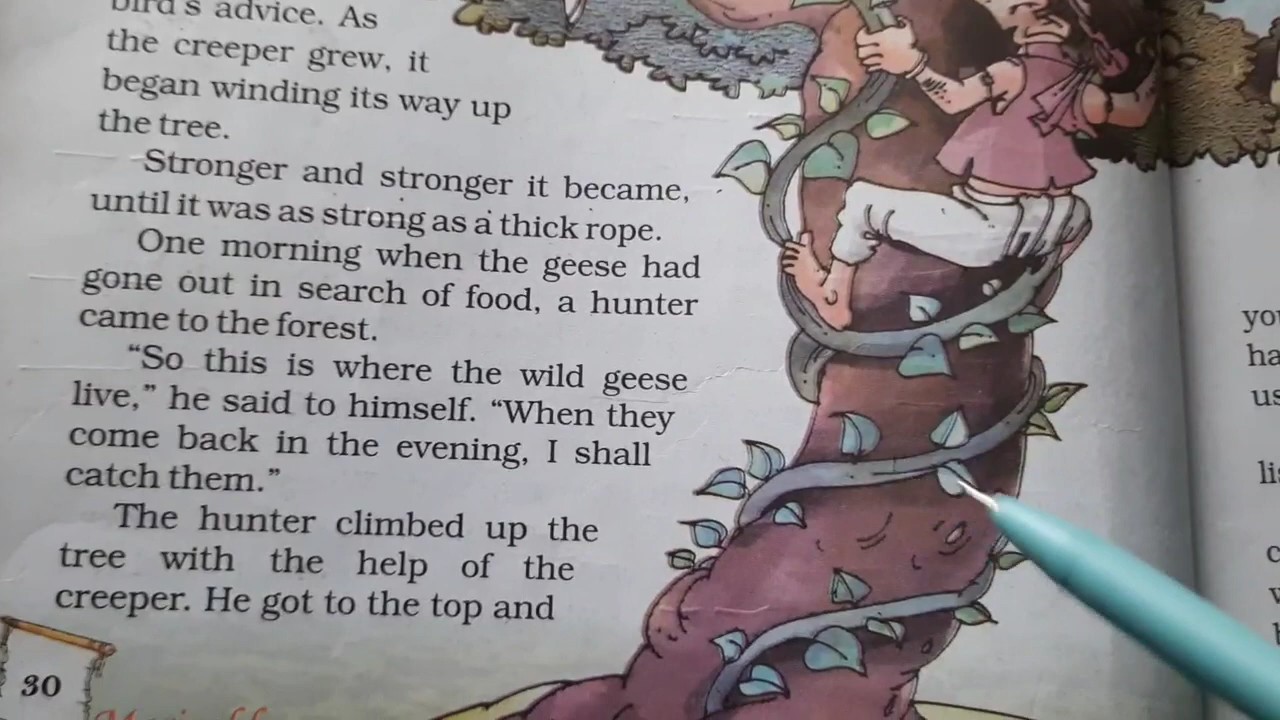 bird's advice. As
the creeper grew, it
began winding its way up
the tree.
Stronger and stronger it became,
until it was as strong as a thick rope.
One morning when the geese had
gone out in search of food, a hunter
came to the forest.
“So this is where the wild geese
live,” he said to himself. “When they
come back in the evening, I shall
catch them.”
The hunter climbed up the
tree with the help of the
creeper. He got to the top and
30